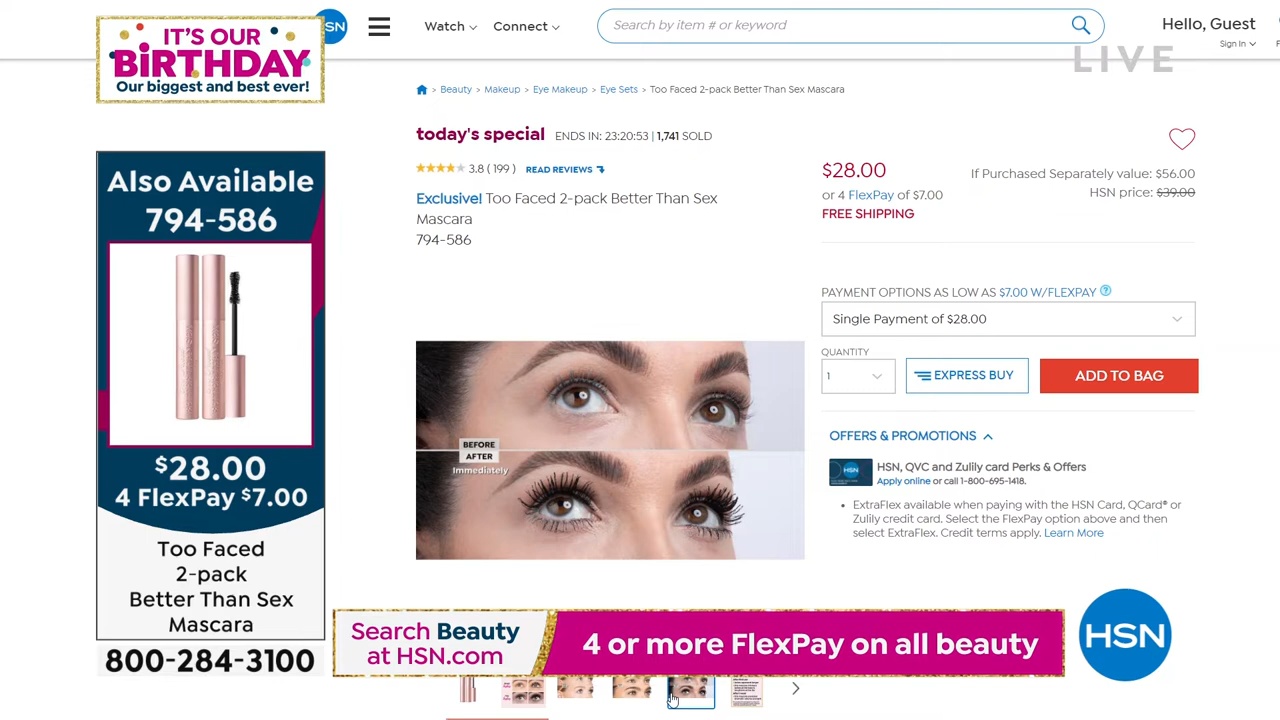 IT'S OUR
BiRTHDAY
Our biggest and best ever!
SN
Watch
Connect
Search by item # or keyword
Hello, Guest
Sign In
LIVE
> Beauty > Makeup > Eye Makeup > Eye Sets > Too Faced 2-pack Better Than Sex Mascara
today's special ENDS IN: 23:20:53 | 1,741 SOLD
3.8 ( 199 ) READ REVIEWS
Exclusive! Too Faced 2-pack Better Than Sex
Mascara
794-586
$28.00
or 4 FlexPay of $7.00
FREE SHIPPING
If Purchased Separately value: $56.00
HSN price: $39.00
PAYMENT OPTIONS AS LOW AS $7.00 W/FLEXPAY ?
Single Payment of $28.00
QUANTITY
1
EXPRESS BUY
ADD TO BAG
OFFERS & PROMOTIONS
HSN
HSN, QVC and Zulily card Perks & Offers
Apply online or call 1-800-695-1418.
• ExtraFlex available when paying with the HSN Card, QCard® or
Zulily credit card. Select the FlexPay option above and then
select ExtraFlex. Credit terms apply. Learn More
BEFORE
AFTER
Immediately
Also Available
794-586
$28.00
4 FlexPay $7.00
Too Faced
2-pack
Better Than Sex
Mascara
800-284-3100
Search Beauty
at HSN.com
4 or more FlexPay on all beauty
HSN